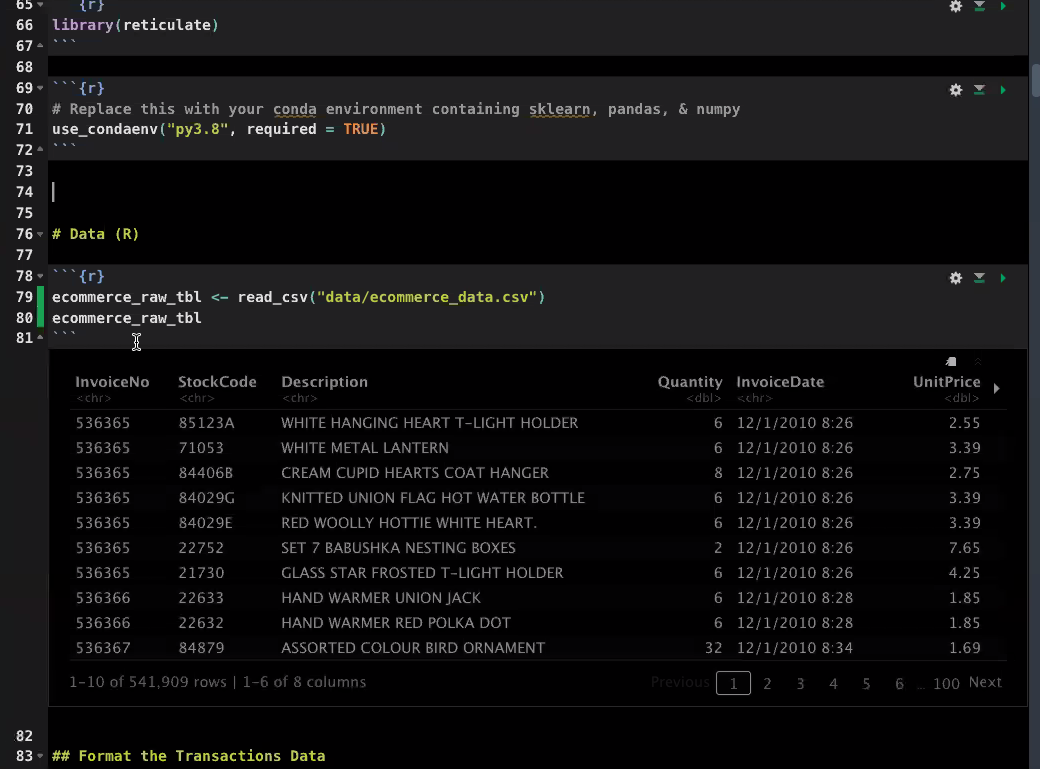 65 ```{r}
66 library(reticulate)
67 ```
68
69 ```{r}
70 # Replace this with your conda environment containing sklearn, pandas, & numpy
71 use_condaenv("py3.8", required = TRUE)
72 ```
73
74
75
76 # Data (R)
77
78 ```{r}
79 ecommerce_raw_tbl <- read_csv("data/ecommerce_data.csv")
80 ecommerce_raw_tbl
81 ```
InvoiceNo StockCode Description Quantity InvoiceDate UnitPrice
<chr> <chr> <chr> <dbl> <chr> <dbl>
536365 85123A WHITE HANGING HEART T-LIGHT HOLDER 6 12/1/2010 8:26 2.55
536365 71053 WHITE METAL LANTERN 6 12/1/2010 8:26 3.39
536365 84406B CREAM CUPID HEARTS COAT HANGER 8 12/1/2010 8:26 2.75
536365 84029G KNITTED UNION FLAG HOT WATER BOTTLE 6 12/1/2010 8:26 3.39
536365 84029E RED WOOLLY HOTTIE WHITE HEART. 6 12/1/2010 8:26 3.39
536365 22752 SET 7 BABUSHKA NESTING BOXES 2 12/1/2010 8:26 7.65
536365 21730 GLASS STAR FROSTED T-LIGHT HOLDER 6 12/1/2010 8:26 4.25
536366 22633 HAND WARMER UNION JACK 6 12/1/2010 8:28 1.85
536366 22632 HAND WARMER RED POLKA DOT 6 12/1/2010 8:28 1.85
536367 84879 ASSORTED COLOUR BIRD ORNAMENT 32 12/1/2010 8:34 1.69
1-10 of 541,909 rows | 1-6 of 8 columns Previous 1 2 3 4 5 6 ... 100 Next
82
83 ## Format the Transactions Data